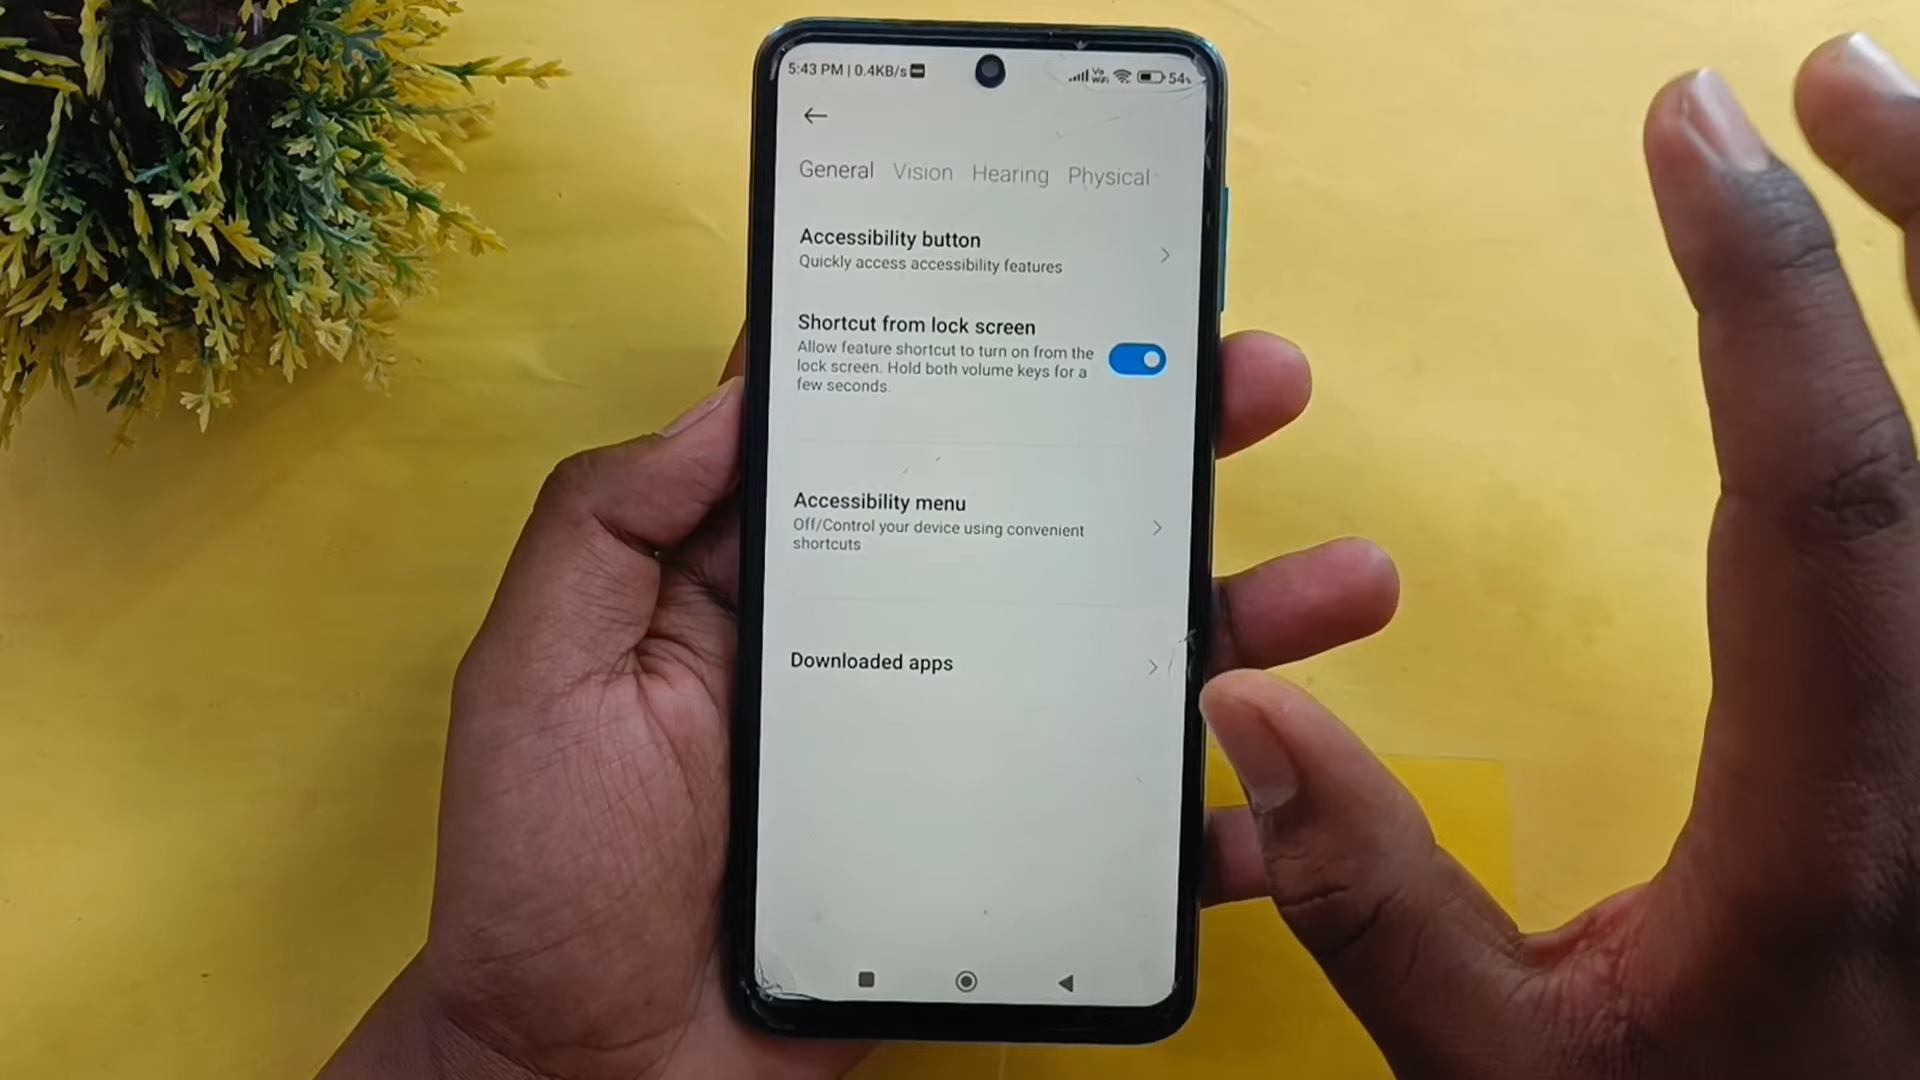 5:43 PM | 0.4KB/s
Vo
WiFi
54%
General Vision Hearing Physical
Accessibility button
Quickly access accessibility features
Shortcut from lock screen
Allow feature shortcut to turn on from the
lock screen. Hold both volume keys for a
few seconds.
Accessibility menu
Off/Control your device using convenient
shortcuts
Downloaded apps